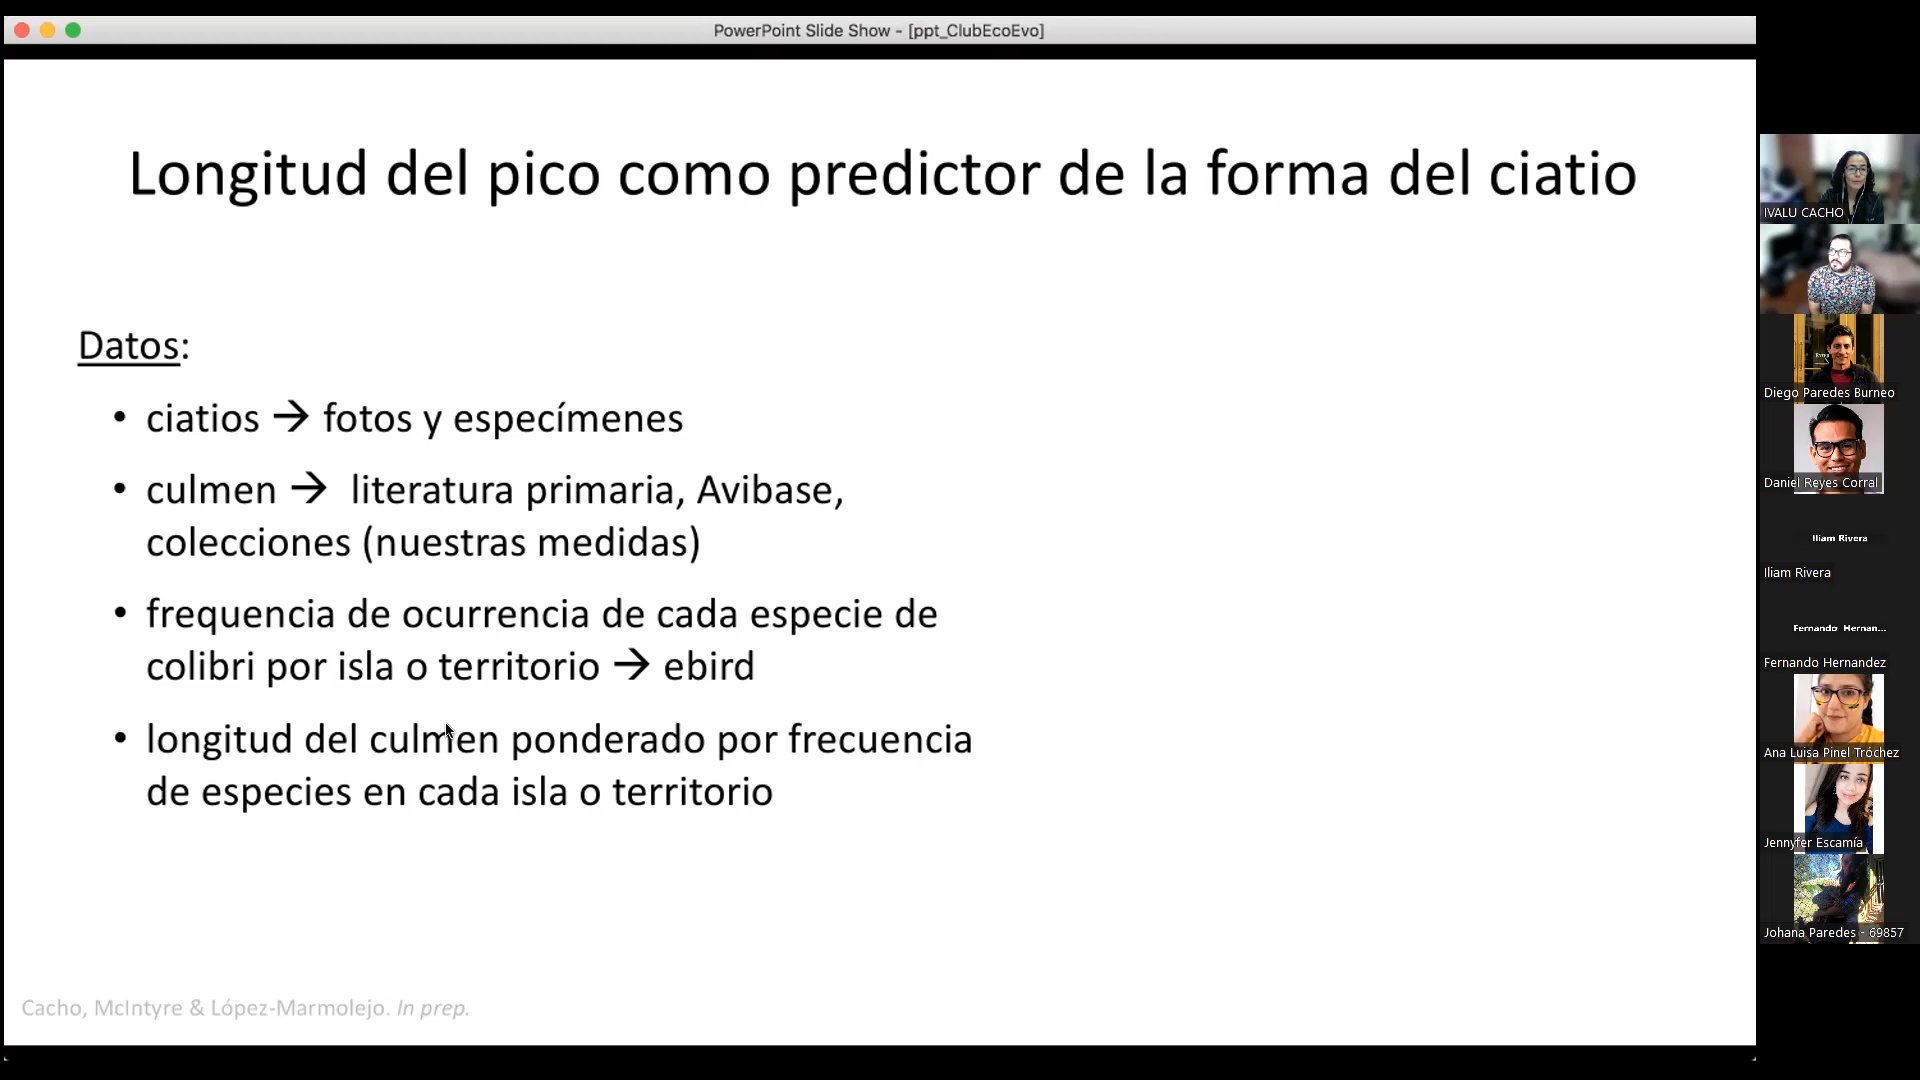 PowerPoint Slide Show - [ppt_ClubEcoEvo]
Longitud del pico como predictor de la forma del ciatio
Datos:
• ciatios → fotos y especímenes
• culmen → literatura primaria, Avibase,
colecciones (nuestras medidas)
• frequencia de ocurrencia de cada especie de
colibri por isla o territorio → ebird
• longitud del culmen ponderado por frecuencia
de especies en cada isla o territorio
Cacho, McIntyre & López-Marmolejo. In prep.
IVALU CACHO
Diego Paredes Burneo
Daniel Reyes Corral
Iliam Rivera
Iliam Rivera
Fernando Hernan...
Fernando Hernandez
Ana Luisa Pinel Tróchez
Jennyfer Escamía
Johana Paredes - 69857